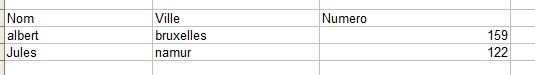 Nom Ville Numero
albert bruxelles 159
Jules namur 122